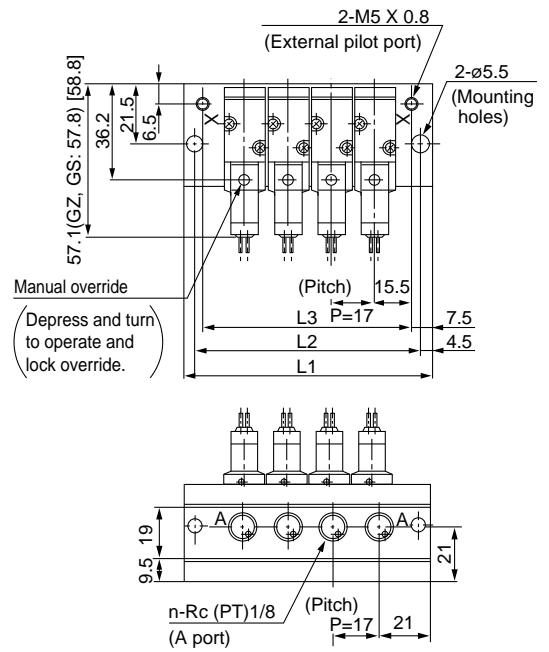 2-M5 X 0.8
(External pilot port)
2-ø5.5
(Mounting
holes)
57.1(GZ, GS: 57.8) [58.8]
36.2
21.5
6.5
X
X
Manual override
(Depress and turn
to operate and
lock override.)
(Pitch)
P=17
15.5
L3
7.5
L2
4.5
L1
A
A
19
9.5
21
n-Rc (PT)1/8
(A port)
(Pitch)
P=17
21